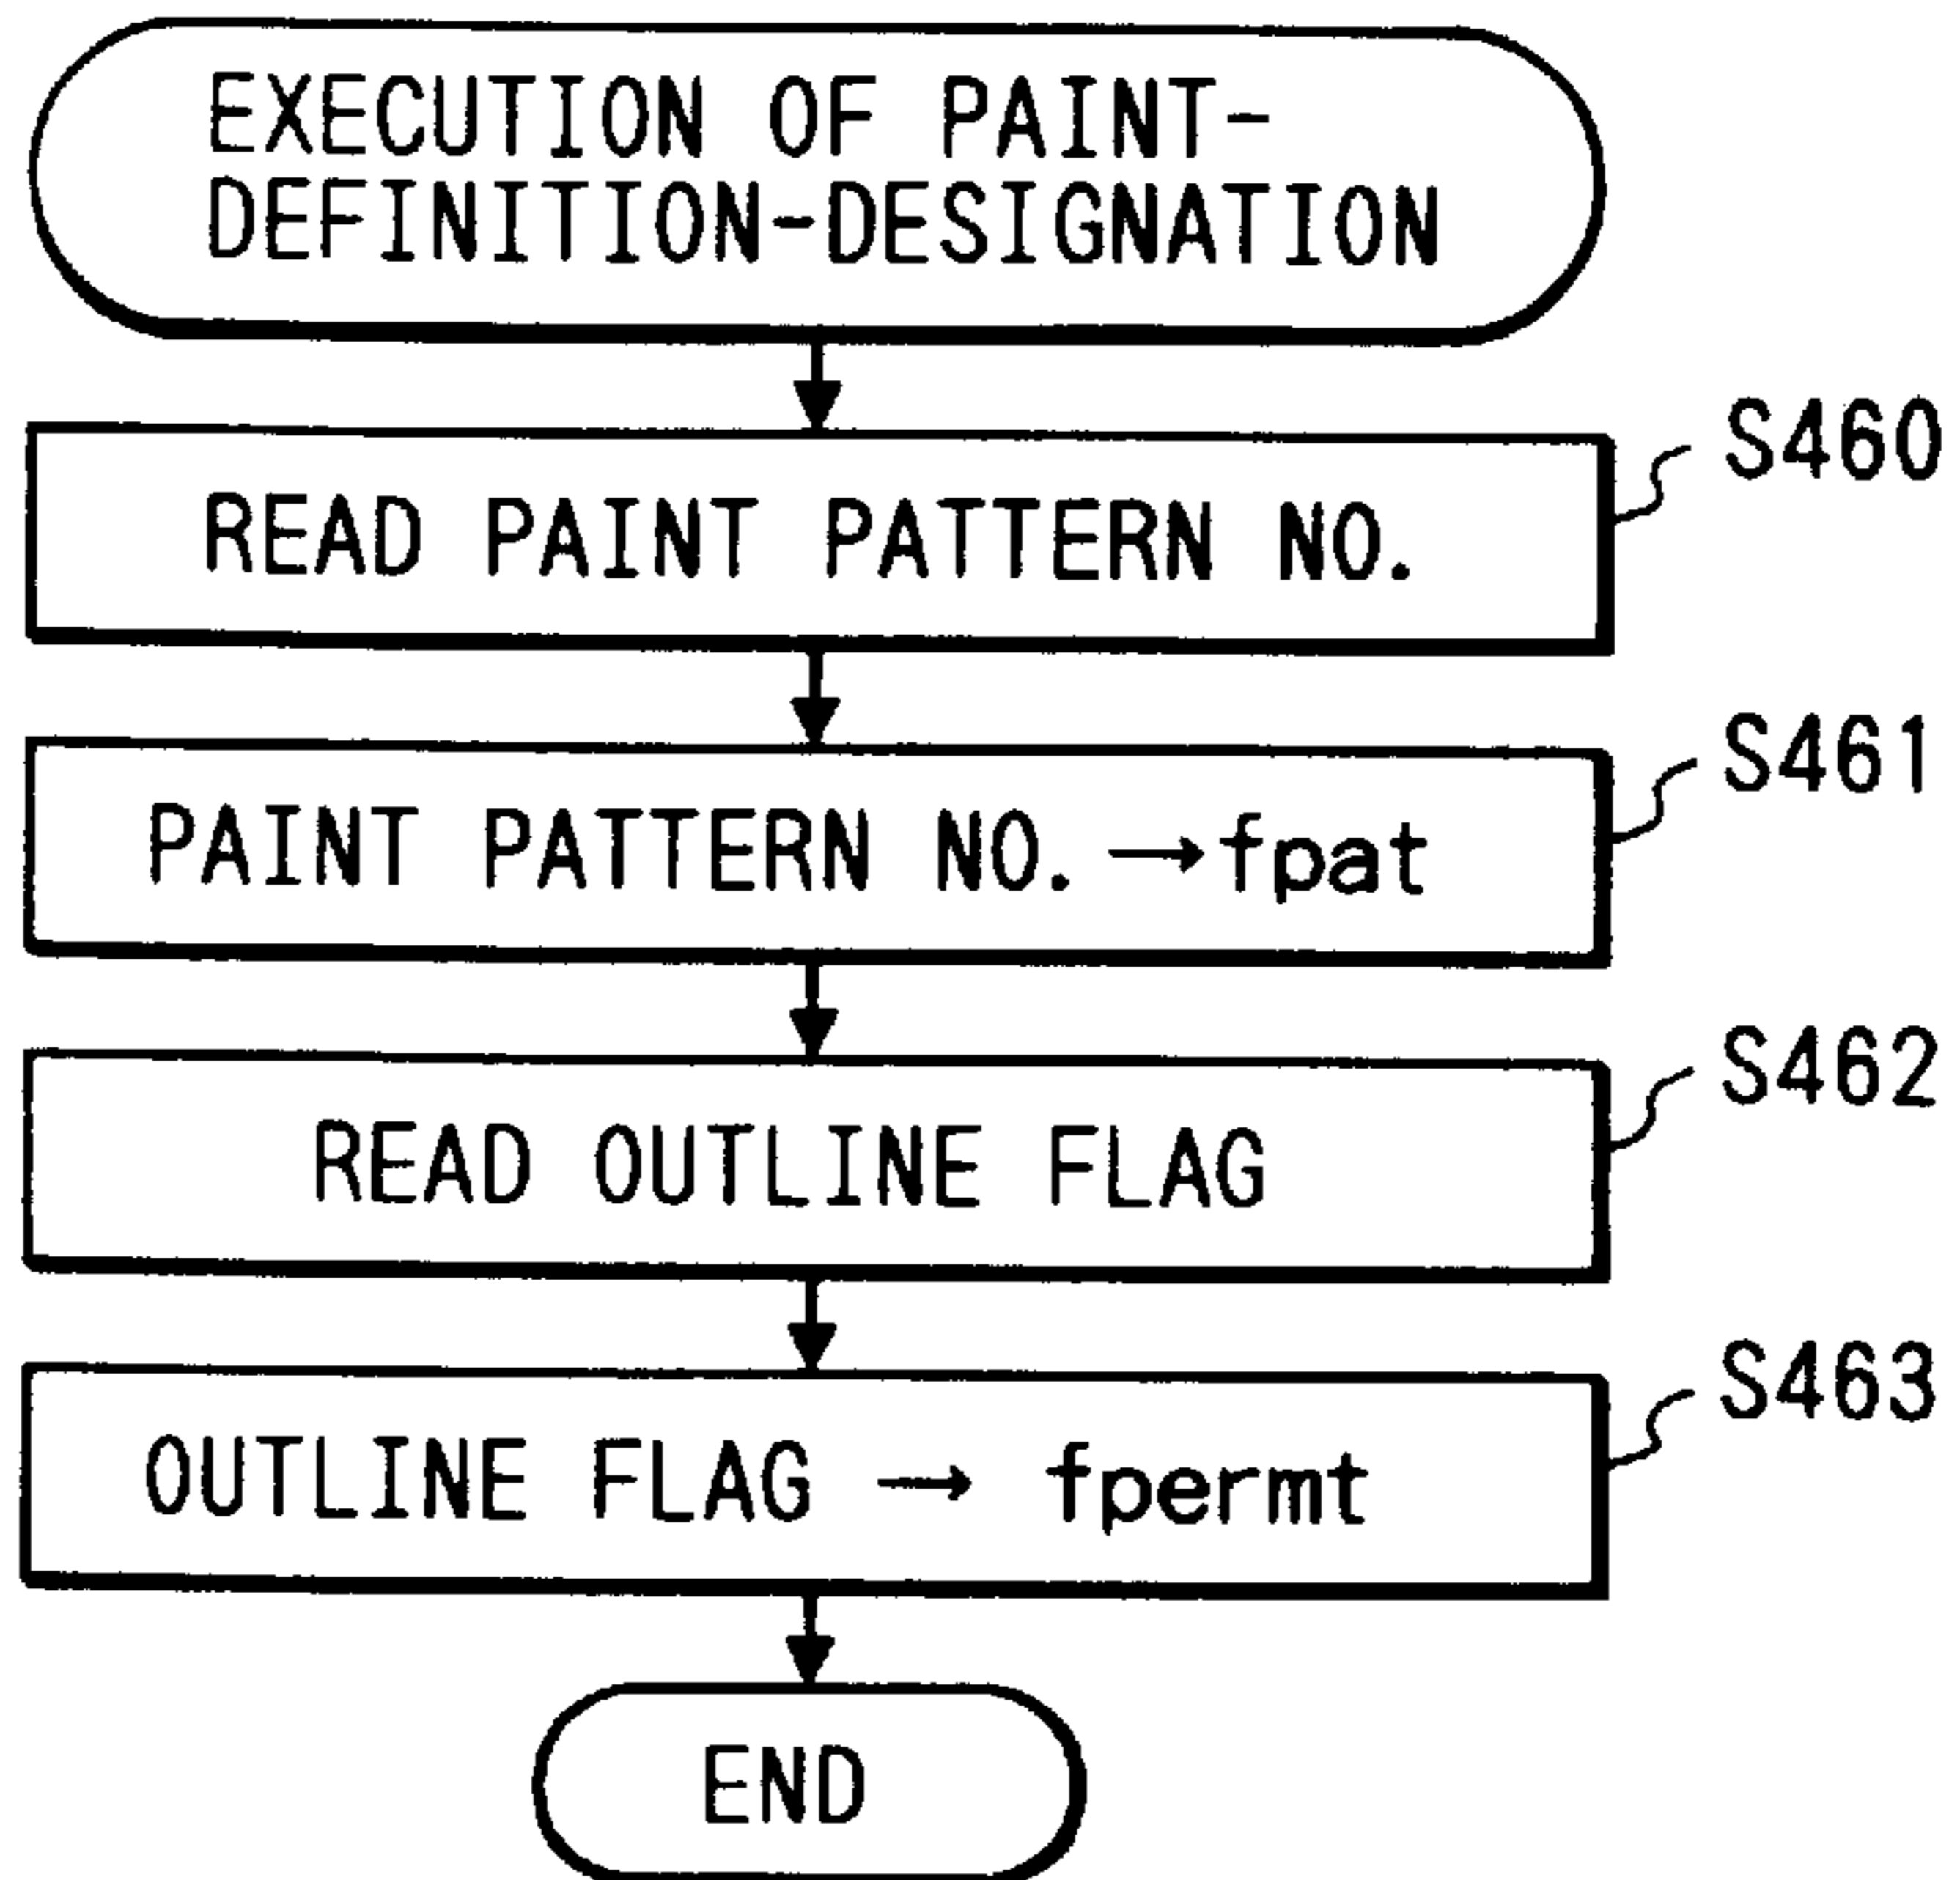 EXECUTION OF PAINT-
DEFINITION-DESIGNATION
S460
READ PAINT PATTERN NO.
S461
PAINT PATTERN NO. →fpat
S462
READ OUTLINE FLAG
S463
OUTLINE FLAG → fpermt
END